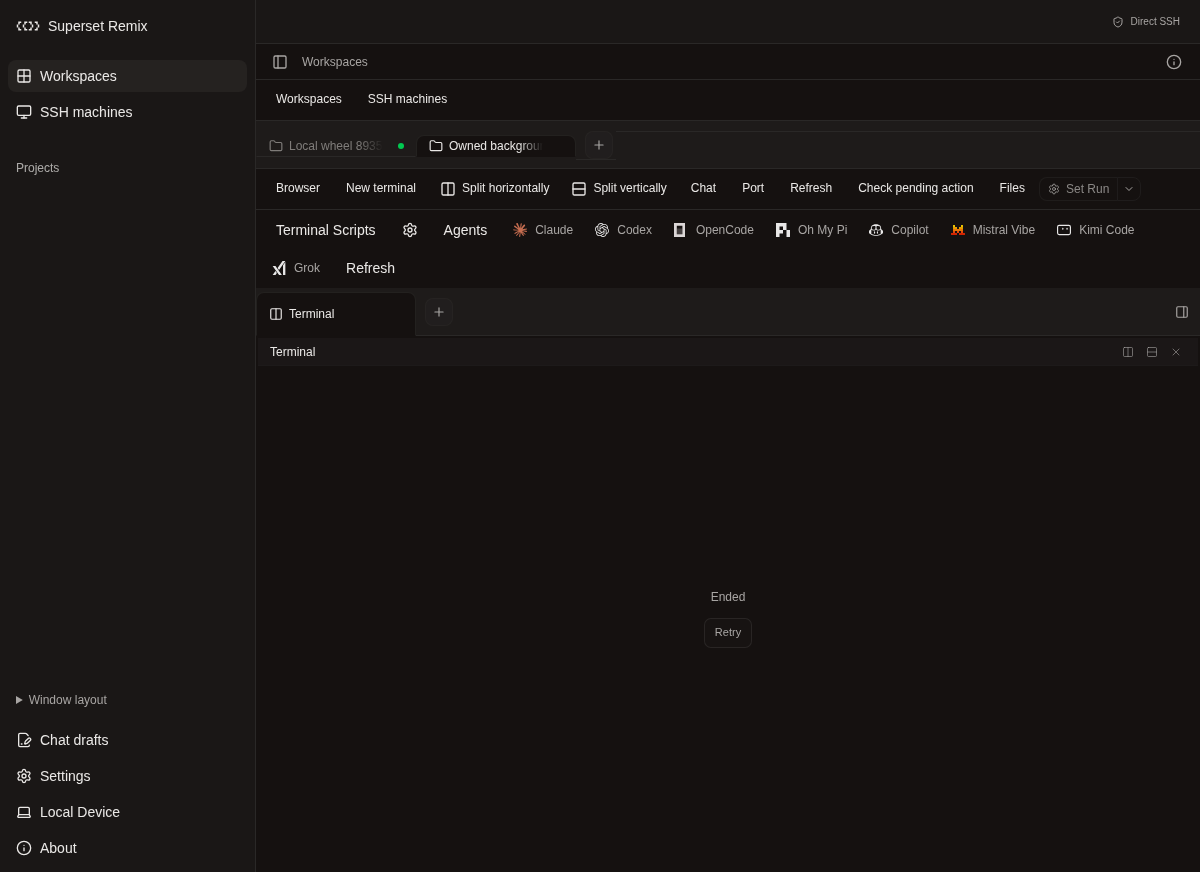 Superset Remix
Direct SSH
Workspaces
SSH machines
Projects
Workspaces
Workspaces
SSH machines
Local wheel 893
Owned backgrou
Browser
New terminal
Split horizontally
Split vertically
Chat
Port
Refresh
Check pending action
Files
Set Run
Terminal Scripts
Agents
Claude
Codex
OpenCode
Oh My Pi
Copilot
Mistral Vibe
Kimi Code
Grok
Refresh
Terminal
Terminal
Ended
Retry
Window layout
Chat drafts
Settings
Local Device
About